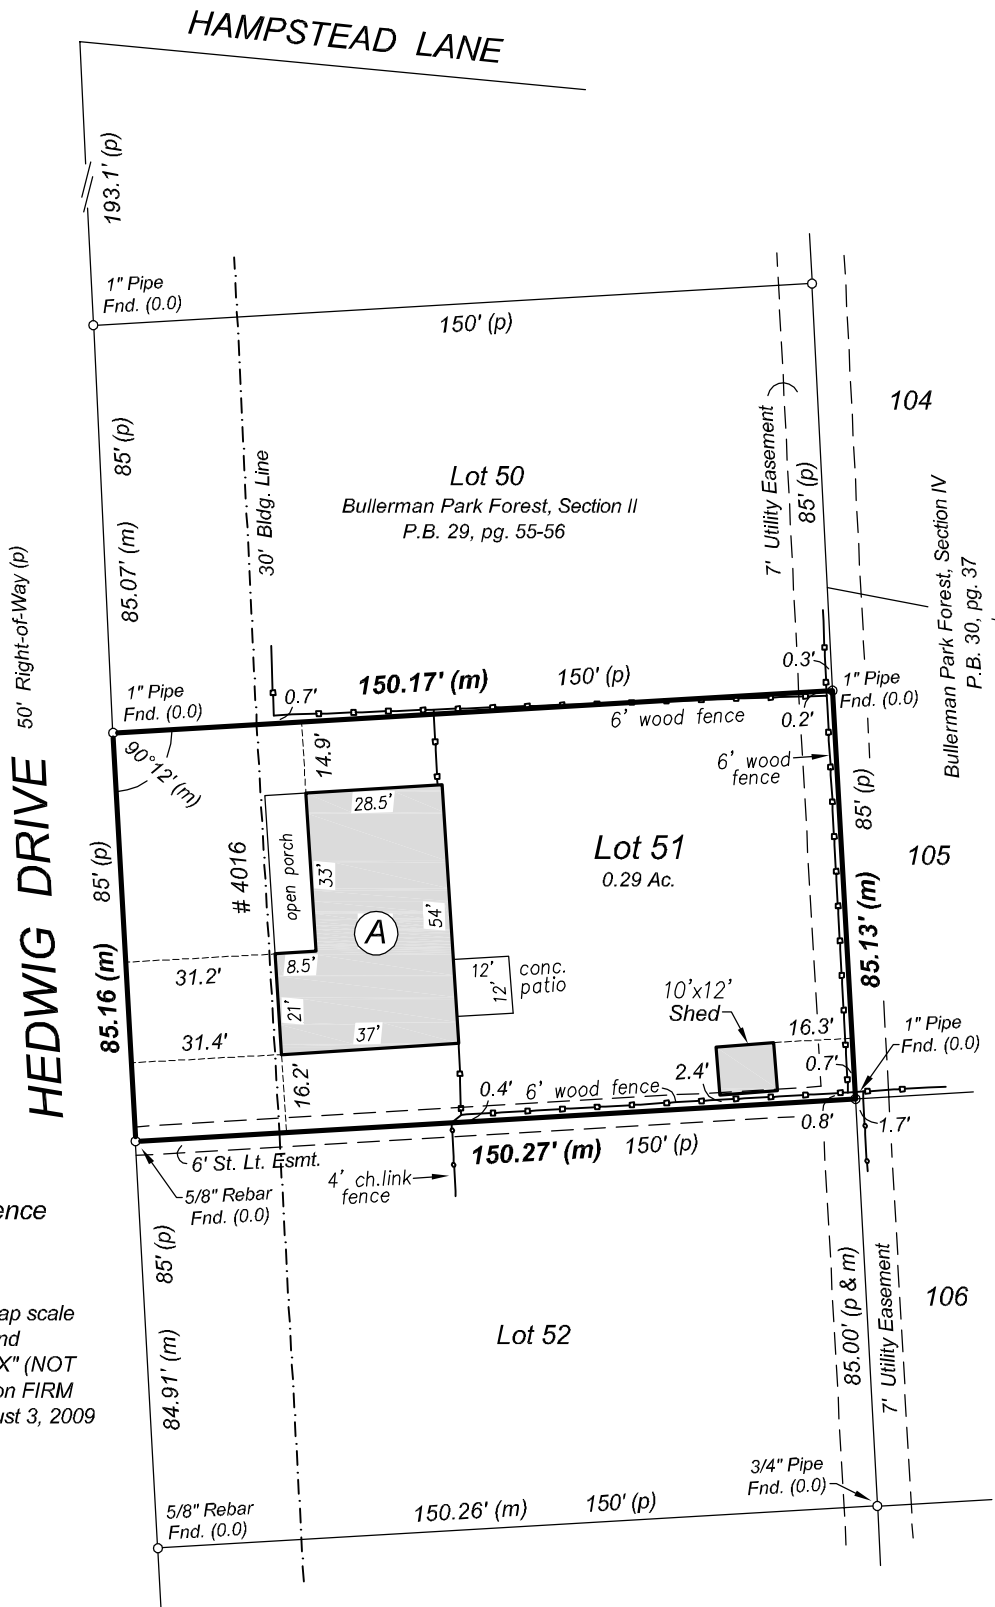 HAMPSTEAD LANE
193.1' (p)
1" Pipe
Fnd. (0.0)
150' (p)
104
85' (p)
30' Bldg. Line
Lot 50
Bullerman Park Forest, Section II
P.B. 29, pg. 55-56
7' Utility Easement
85' (p)
Bullerman Park Forest, Section IV
P.B. 30, pg. 37
85.07' (m)
50' Right-of-Way (p)
HEDWIG DRIVE
1" Pipe
Fnd. (0.0)
0.7'
150.17' (m)
150' (p)
0.3'
1" Pipe
Fnd. (0.0)
6' wood fence
0.2'
90°12' (m)
14.9'
6' wood
fence
85' (p)
28.5'
85' (p)
# 4016
open porch
33'
Lot 51
0.29 Ac.
105
A
54'
85.16 (m)
85.13' (m)
31.2'
8.5'
12'
12'
conc.
patio
10'x12'
Shed
21'
37'
31.4'
16.3'
1" Pipe
Fnd. (0.0)
16.2'
0.4'
6' wood fence
2.4'
0.7'
0.8'
1.7'
150.27' (m)
150' (p)
6' St. Lt. Esmt.
4' ch.link
fence
5/8" Rebar
Fnd. (0.0)
ence
85' (p)
85.00' (p & m)
7' Utility Easement
106
ap scale
nd
X" (NOT
on FIRM
ust 3, 2009
84.91' (m)
Lot 52
3/4" Pipe
Fnd. (0.0)
5/8" Rebar
Fnd. (0.0)
150.26' (m)
150' (p)